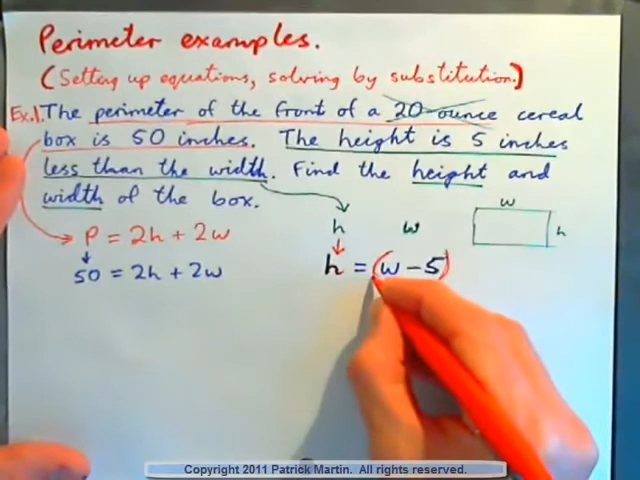 Perimeter examples.
(Setting up equations, solving by substitution.)
Ex.1. The perimeter of the front of a 20-ounce cereal
box is 50 inches. The height is 5 inches
less than the width. Find the height and
width of the box.
w
h w h
P = 2h + 2w
h = (w - 5)
50 = 2h + 2w
Copyright 2011 Patrick Martin. All rights reserved.